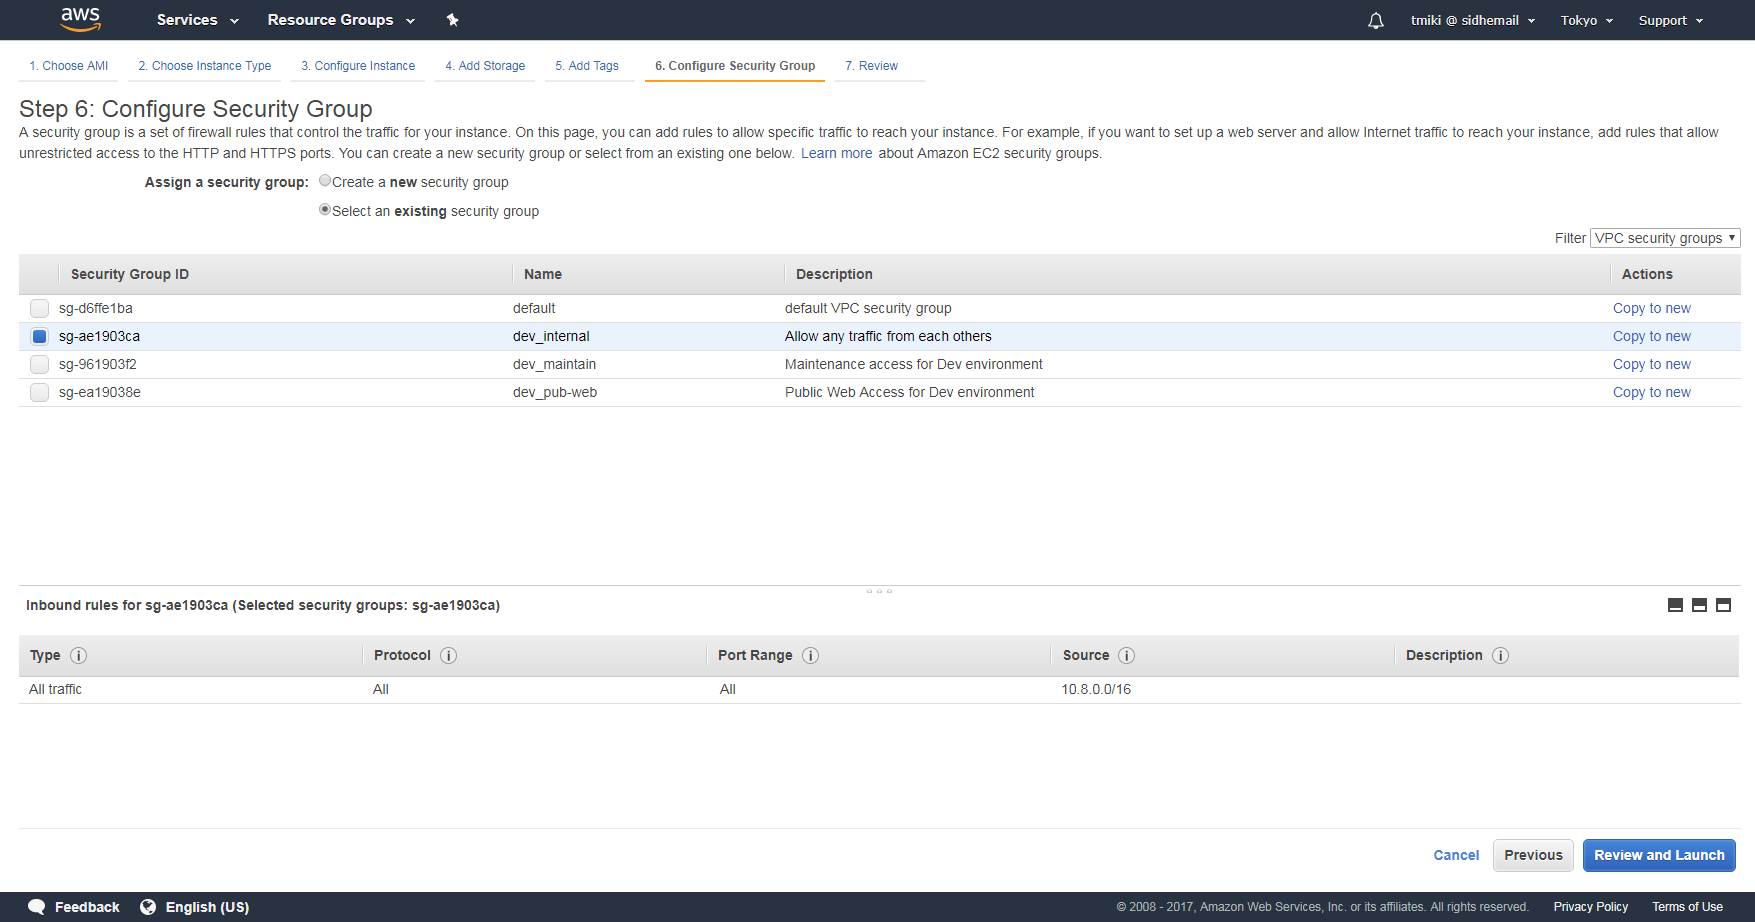 aws Services Resource Groups tmiki @ sidhemail Tokyo Support
1. Choose AMI 2. Choose Instance Type 3. Configure Instance 4. Add Storage 5. Add Tags 6. Configure Security Group 7. Review
Step 6: Configure Security Group
A security group is a set of firewall rules that control the traffic for your instance. On this page, you can add rules to allow specific traffic to reach your instance. For example, if you want to set up a web server and allow Internet traffic to reach your instance, add rules that allow
unrestricted access to the HTTP and HTTPS ports. You can create a new security group or select from an existing one below. Learn more about Amazon EC2 security groups.
Assign a security group: Create a new security group
Select an existing security group
Filter VPC security groups
Security Group ID Name Description Actions
sg-d6ffe1ba default default VPC security group Copy to new
sg-ae1903ca dev_internal Allow any traffic from each others Copy to new
sg-961903f2 dev_maintain Maintenance access for Dev environment Copy to new
sg-ea19038e dev_pub-web Public Web Access for Dev environment Copy to new
Inbound rules for sg-ae1903ca (Selected security groups: sg-ae1903ca)
Type Protocol Port Range Source Description
All traffic All All 10.8.0.0/16
Cancel Previous Review and Launch
Feedback English (US) © 2008 - 2017, Amazon Web Services, Inc. or its affiliates. All rights reserved. Privacy Policy Terms of Use